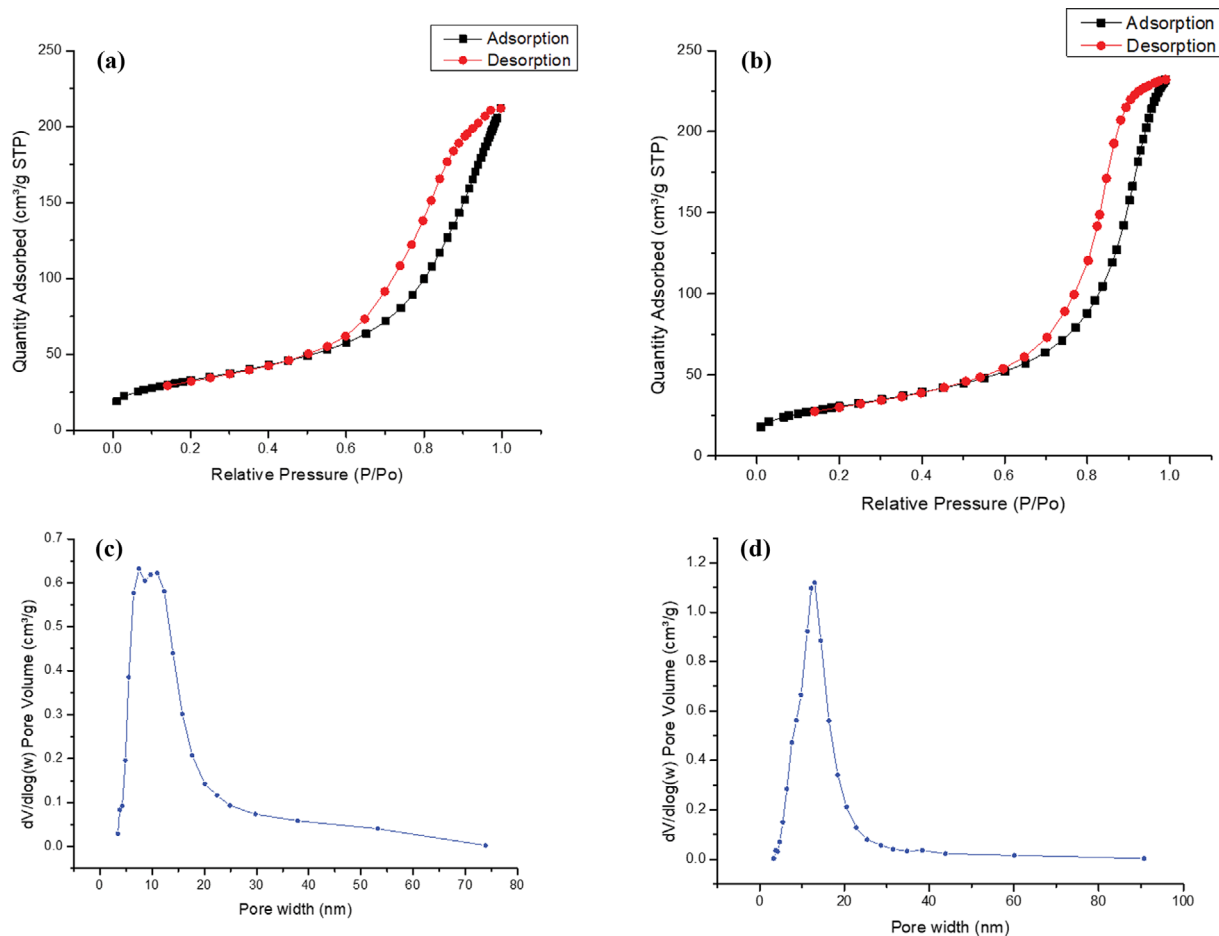 (a)
Adsorption
Desorption
250
200
150
100
50
0
Quantity Adsorbed (cm³/g STP)
0.0 0.2 0.4 0.6 0.8 1.0
Relative Pressure (P/Po)
(b)
Adsorption
Desorption
250
200
150
100
50
0
Quantity Adsorbed (cm³/g STP)
0.0 0.2 0.4 0.6 0.8 1.0
Relative Pressure (P/Po)
(c)
0.7
0.6
0.5
0.4
0.3
0.2
0.1
0.0
dV/dlog(w) Pore Volume (cm³/g)
0 10 20 30 40 50 60 70 80
Pore width (nm)
(d)
1.2
1.0
0.8
0.6
0.4
0.2
0.0
dV/dlog(w) Pore Volume (cm³/g)
0 20 40 60 80 100
Pore width (nm)